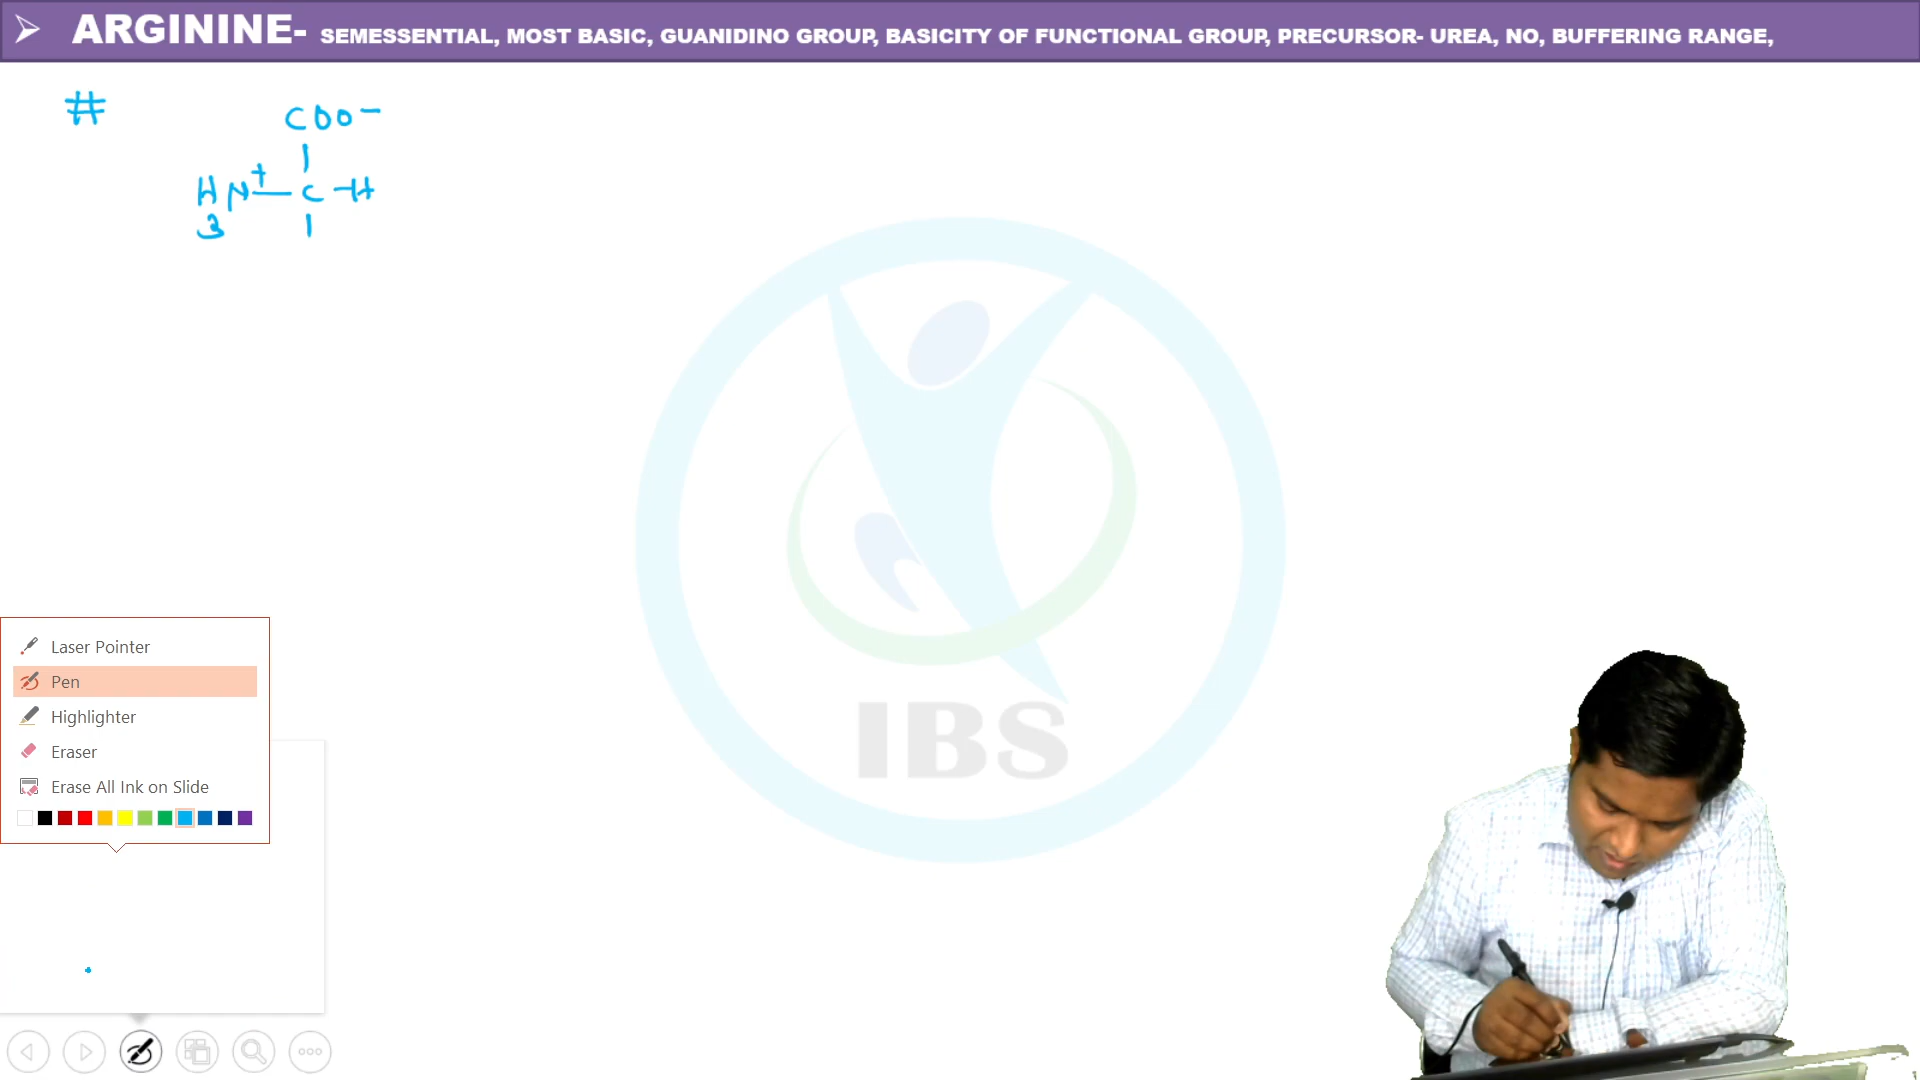 ARGININE- SEMESSENTIAL, MOST BASIC, GUANIDINO GROUP, BASICITY OF FUNCTIONAL GROUP, PRECURSOR- UREA, NO, BUFFERING RANGE,
#
COO-
H3N+—C-H
IBS
Laser Pointer
Pen
Highlighter
Eraser
Erase All Ink on Slide